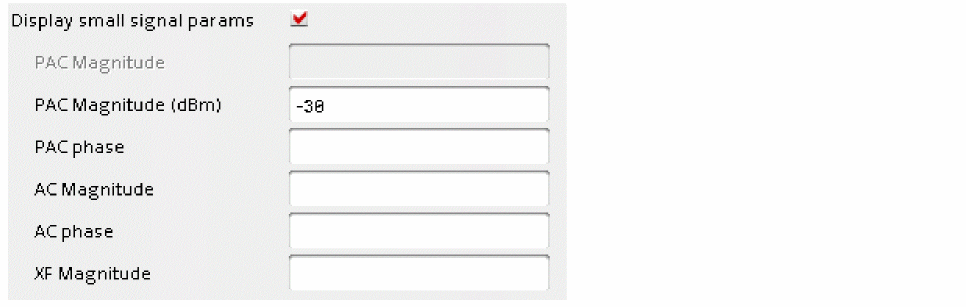 Display small signal params
PAC Magnitude
PAC Magnitude (dBm) -30
PAC phase
AC Magnitude
AC phase
XF Magnitude